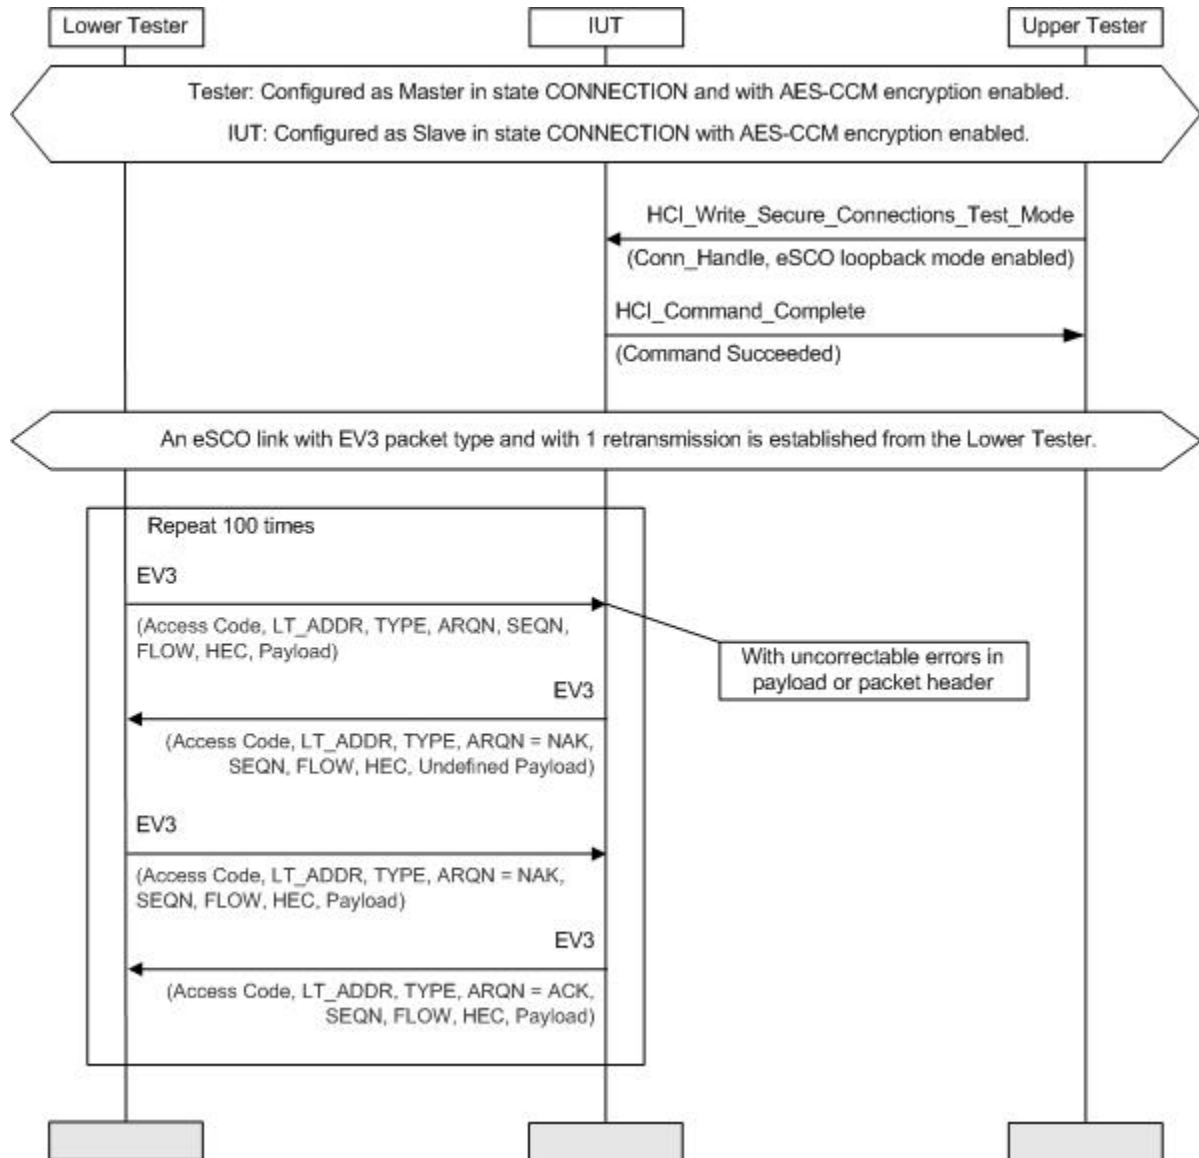 Lower Tester
IUT
Upper Tester
Tester: Configured as Master in state CONNECTION and with AES-CCM encryption enabled.
IUT: Configured as Slave in state CONNECTION with AES-CCM encryption enabled.
HCI_Write_Secure_Connections_Test_Mode
(Conn_Handle, eSCO loopback mode enabled)
HCI_Command_Complete
(Command Succeeded)
An eSCO link with EV3 packet type and with 1 retransmission is established from the Lower Tester.
Repeat 100 times
EV3
(Access Code, LT_ADDR, TYPE, ARQN, SEQN,
FLOW, HEC, Payload)
With uncorrectable errors in
payload or packet header
EV3
(Access Code, LT_ADDR, TYPE, ARQN = NAK,
SEQN, FLOW, HEC, Undefined Payload)
EV3
(Access Code, LT_ADDR, TYPE, ARQN = NAK,
SEQN, FLOW, HEC, Payload)
EV3
(Access Code, LT_ADDR, TYPE, ARQN = ACK,
SEQN, FLOW, HEC, Payload)